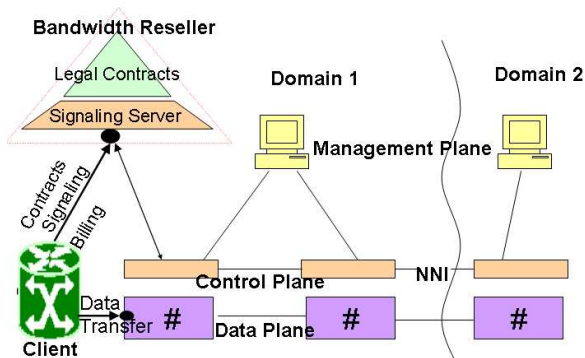 Bandwidth Reseller
Legal Contracts
Signaling Server
Domain 1
Domain 2
Management Plane
Contracts
Signaling
Billing
Control Plane
NNI
Data
Transfer
#
#
#
Data Plane
Client